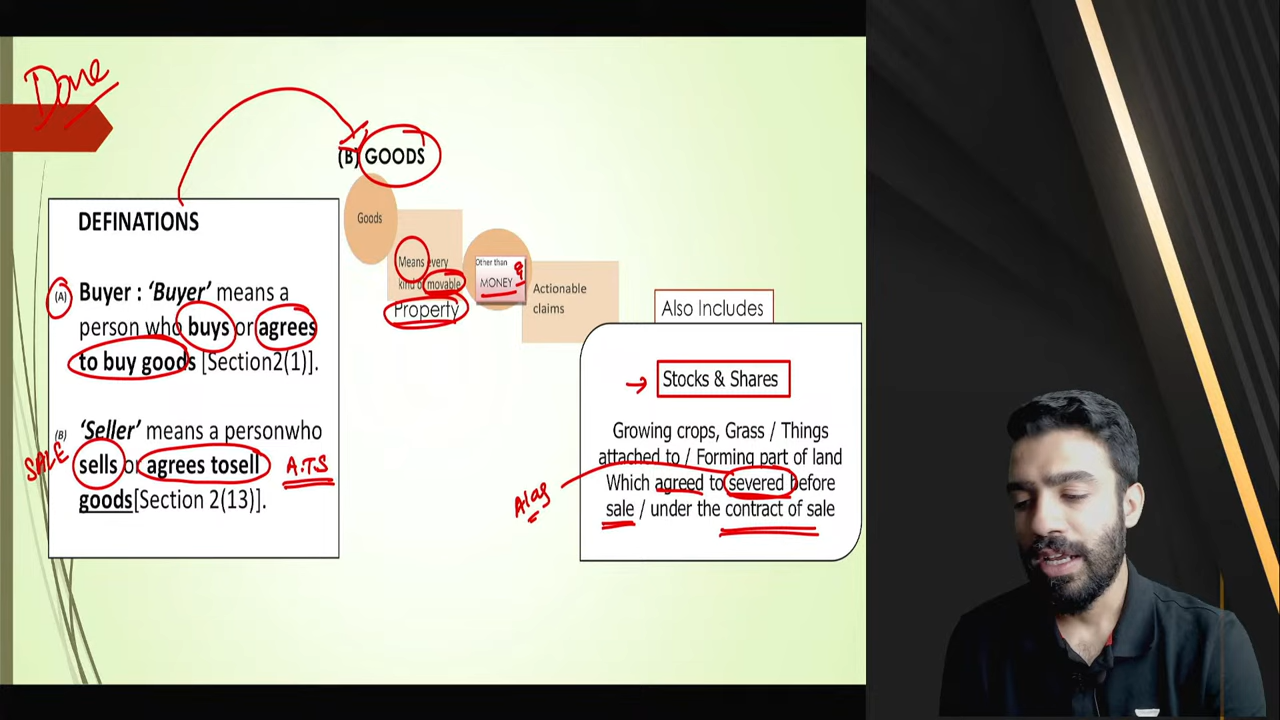 Done
(B) GOODS
Goods
Means every
kind of movable
Property
Other than
MONEY
Actionable
claims
Also Includes
DEFINATIONS
(A) Buyer : ‘Buyer’ means a
person who buys or agrees
to buy goods [Section2(1)].
(B) ‘Seller’ means a personwho
SALE sells or agrees tosell A.T.S
goods[Section 2(13)].
Stocks & Shares
Growing crops, Grass / Things
attached to / Forming part of land
Which agreed to severed before
sale / under the contract of sale
Alag